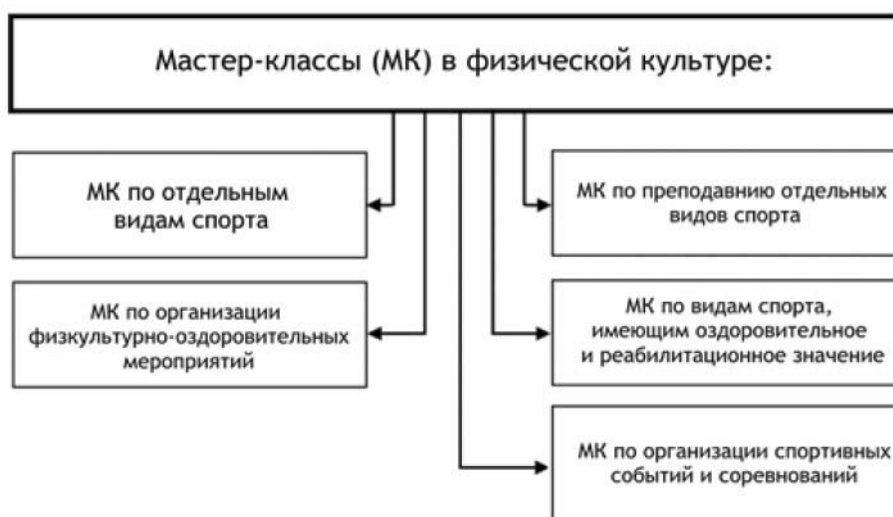 Мастер-классы (МК) в физической культуре:
МК по отдельным
видам спорта
МК по организации
физкультурно-оздоровительных
мероприятий
МК по преподавнию отдельных
видов спорта
МК по видам спорта,
имеющим оздоровительное
и реабилитационное значение
МК по организации спортивных
событий и соревнований